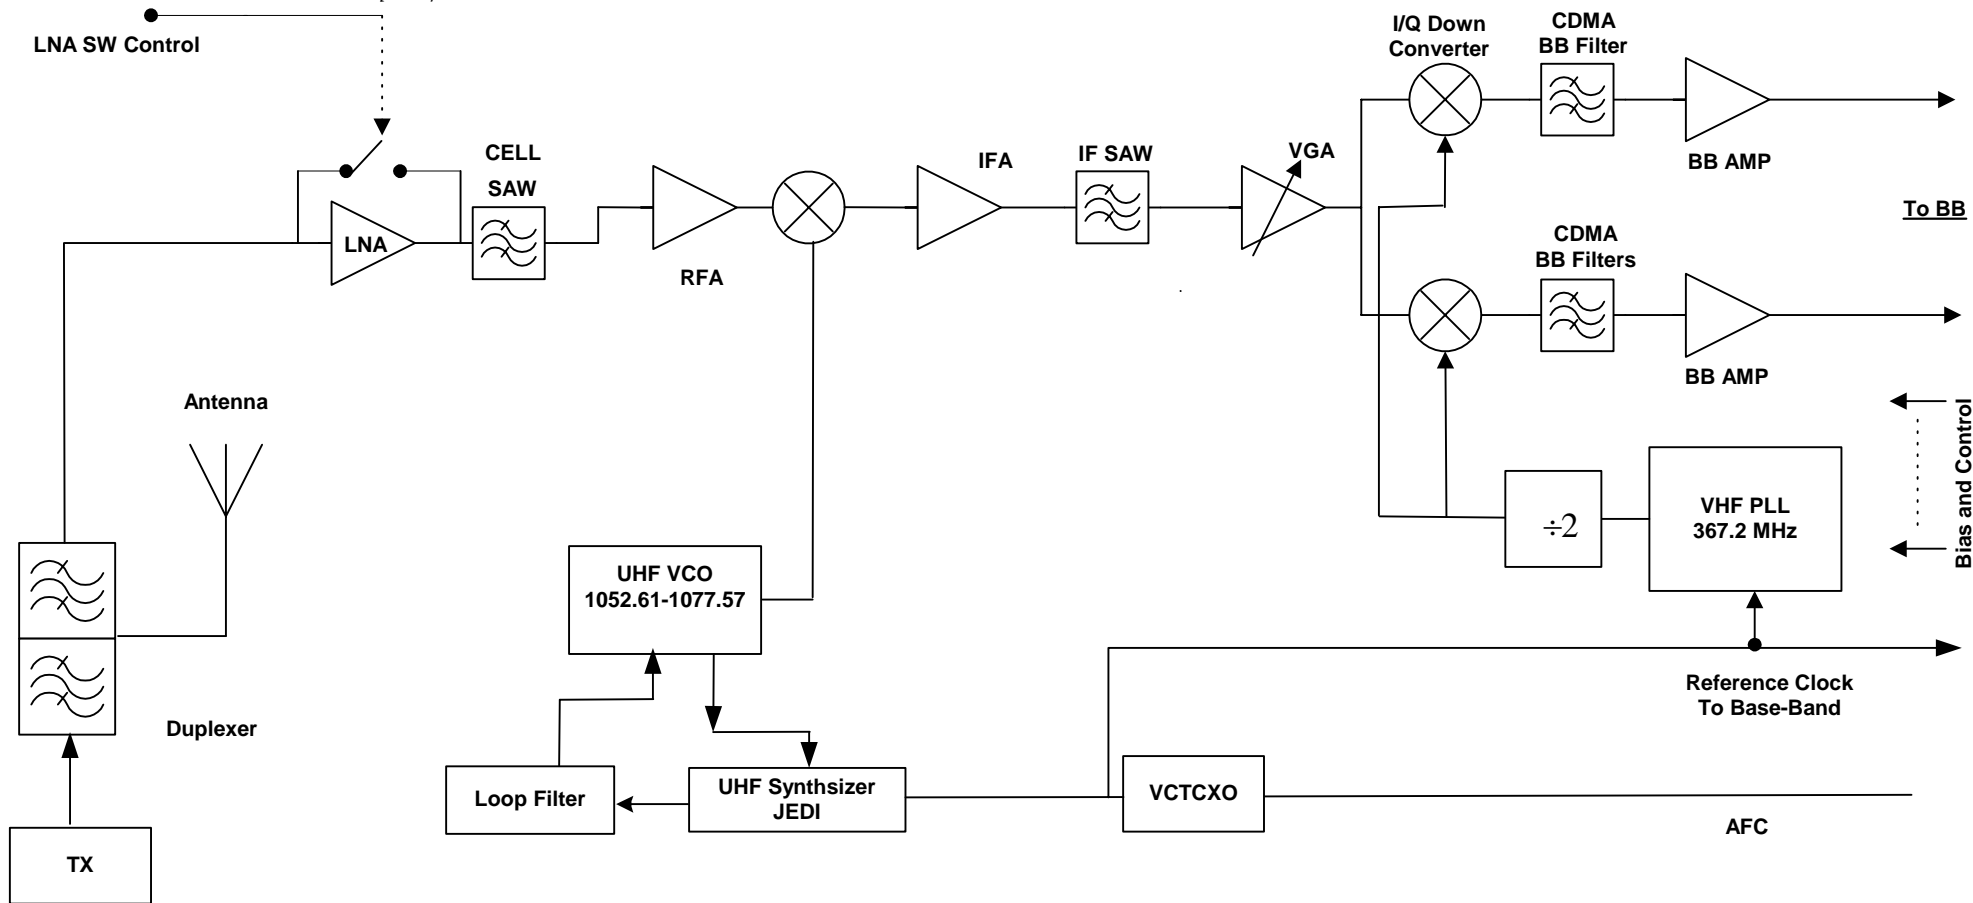 LNA SW Control
I/Q Down
Converter
CDMA
BB Filter
CELL
SAW
IFA
IF SAW
VGA
BB AMP
To BB
LNA
RFA
CDMA
BB Filters
BB AMP
Antenna
Bias and Control
VHF PLL
367.2 MHz
÷2
UHF VCO
1052.61-1077.57
Reference Clock
To Base-Band
Duplexer
Loop Filter
UHF Synthsizer
JEDI
VCTCXO
AFC
TX